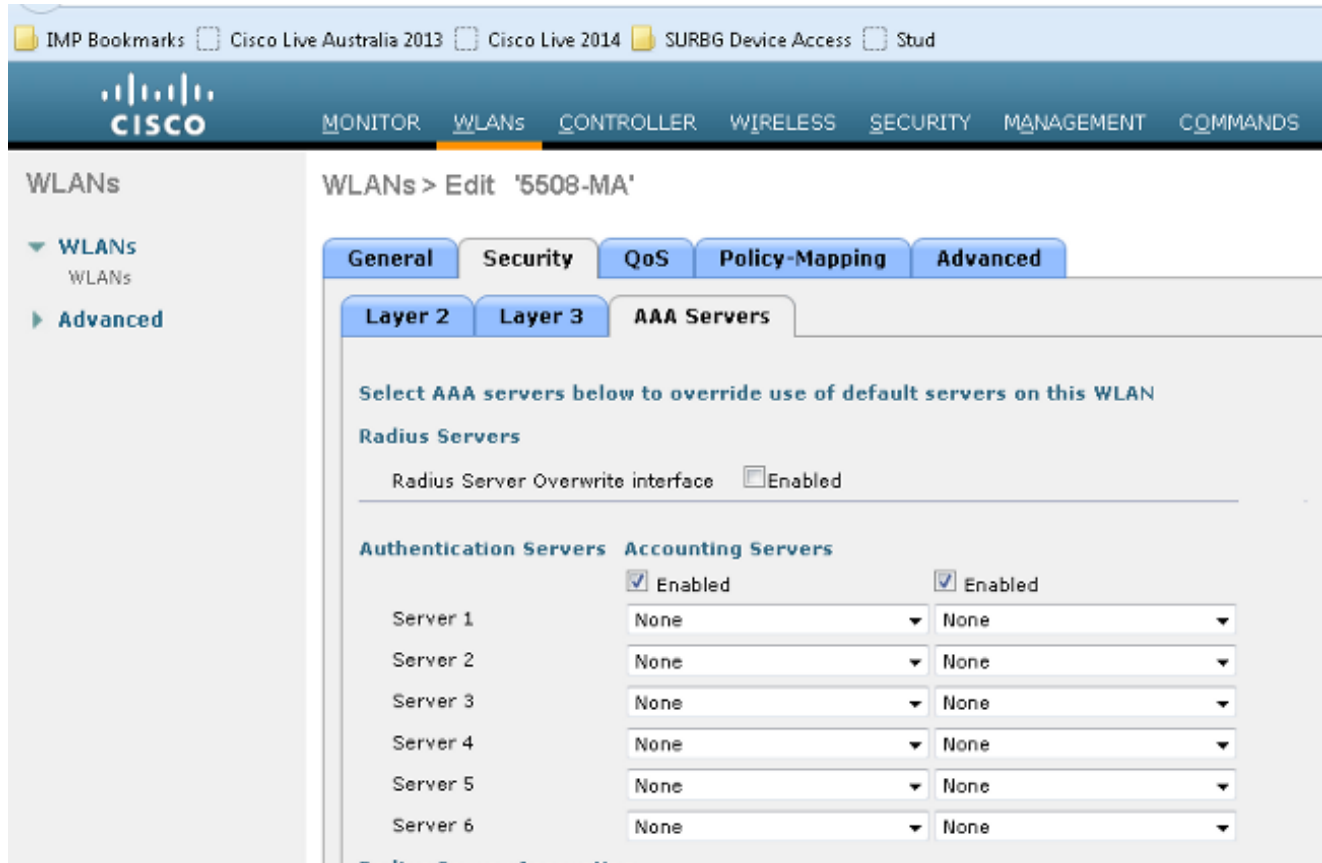 IMP Bookmarks Cisco Live Australia 2013 Cisco Live 2014 SURBG Device Access Stud
CISCO
MONITOR WLANs CONTROLLER WIRELESS SECURITY MANAGEMENT COMMANDS
WLANs
WLANs > Edit '5508-MA'
WLANs
WLANs
Advanced
General Security QoS Policy-Mapping Advanced
Layer 2 Layer 3 AAA Servers
Select AAA servers below to override use of default servers on this WLAN
Radius Servers
Radius Server Overwrite interface Enabled
Authentication Servers Accounting Servers
Enabled Enabled
Server 1 None None
Server 2 None None
Server 3 None None
Server 4 None None
Server 5 None None
Server 6 None None